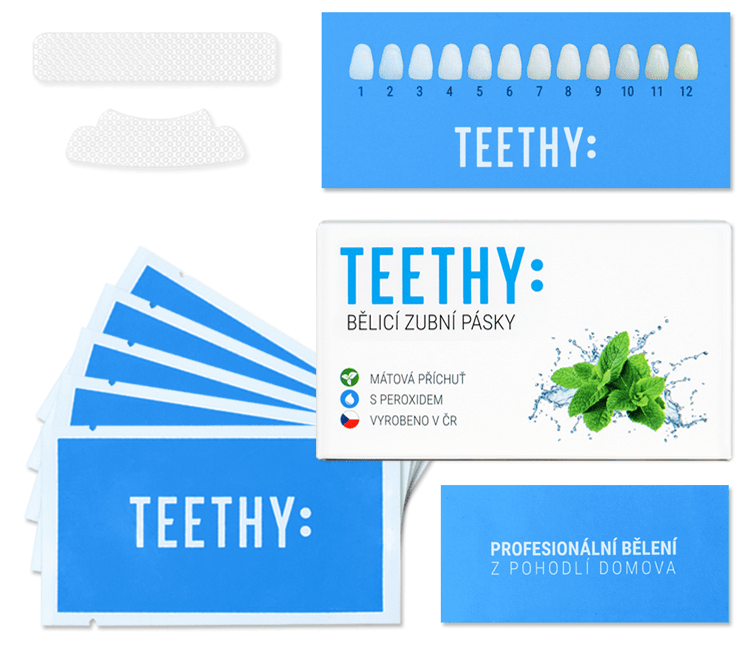 1 2 3 4 5 6 7 8 9 10 11 12
TEETHY:
TEETHY:
BĚLICÍ ZUBNÍ PÁSKY
MÁTOVÁ PŘÍCHUŤ
S PEROXIDEM
VYROBENO V ČR
TEETHY:
PROFESIONÁLNÍ BĚLENÍ
Z POHODLÍ DOMOVA